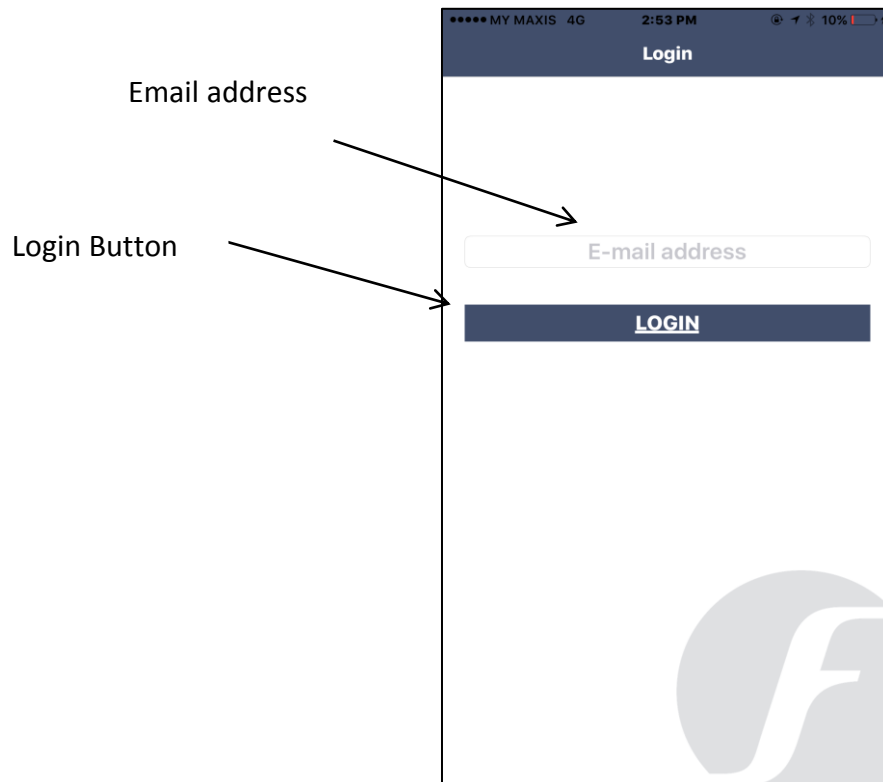 MY MAXIS 4G 2:53 PM 10%
Login
Email address
Login Button
E-mail address
LOGIN